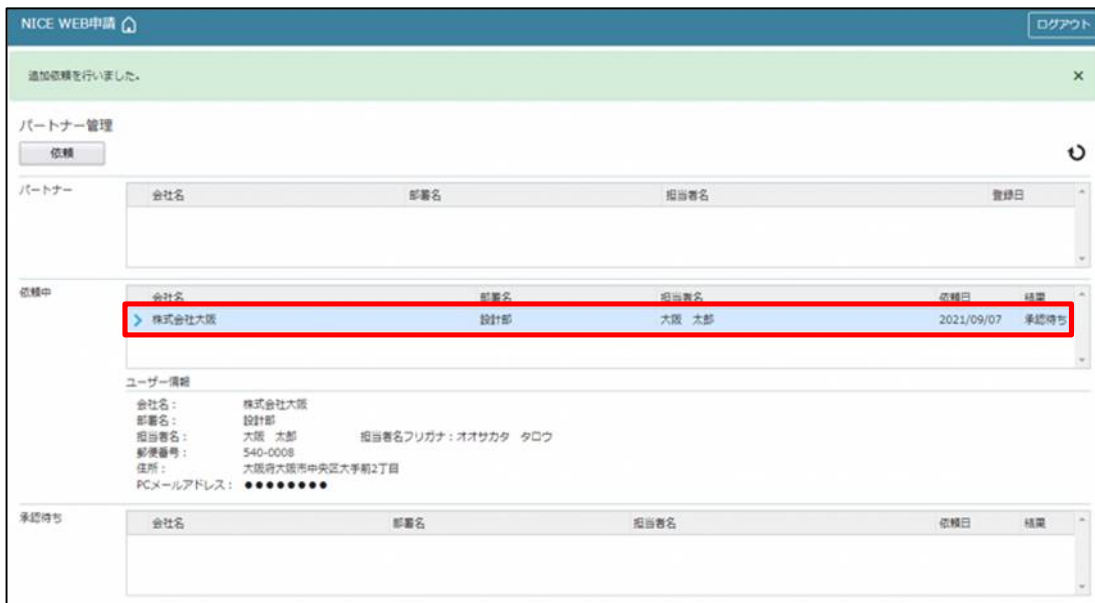 NICE WEB申請 ログアウト
追加依頼を行いました。 ×
パートナー管理
依頼
パートナー 会社名 部署名 担当者名 登録日
依頼中 会社名 部署名 担当者名 依頼日 結果
株式会社大阪 設計部 大阪 太郎 2021/09/07 承認待ち
ユーザー情報
会社名: 株式会社大阪
部署名: 設計部
担当者名: 大阪 太郎 担当者名フリガナ:オオサカタ タロウ
郵便番号: 540-0008
住所: 大阪府大阪市中央区大手前2丁目
PCメールアドレス: ●●●●●●●●
承認待ち 会社名 部署名 担当者名 依頼日 結果